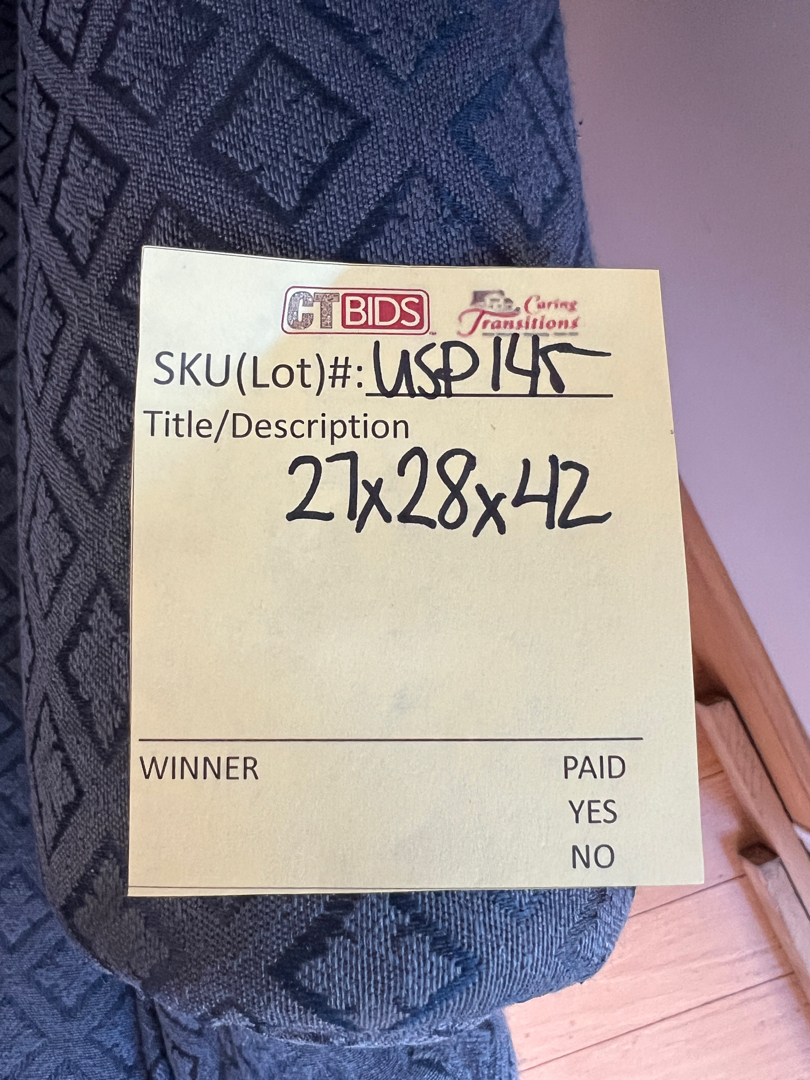 CTBIDS
Caring
Transitions
SKU(Lot)#: USP145
Title/Description
27x28x42
WINNER PAID
YES
NO